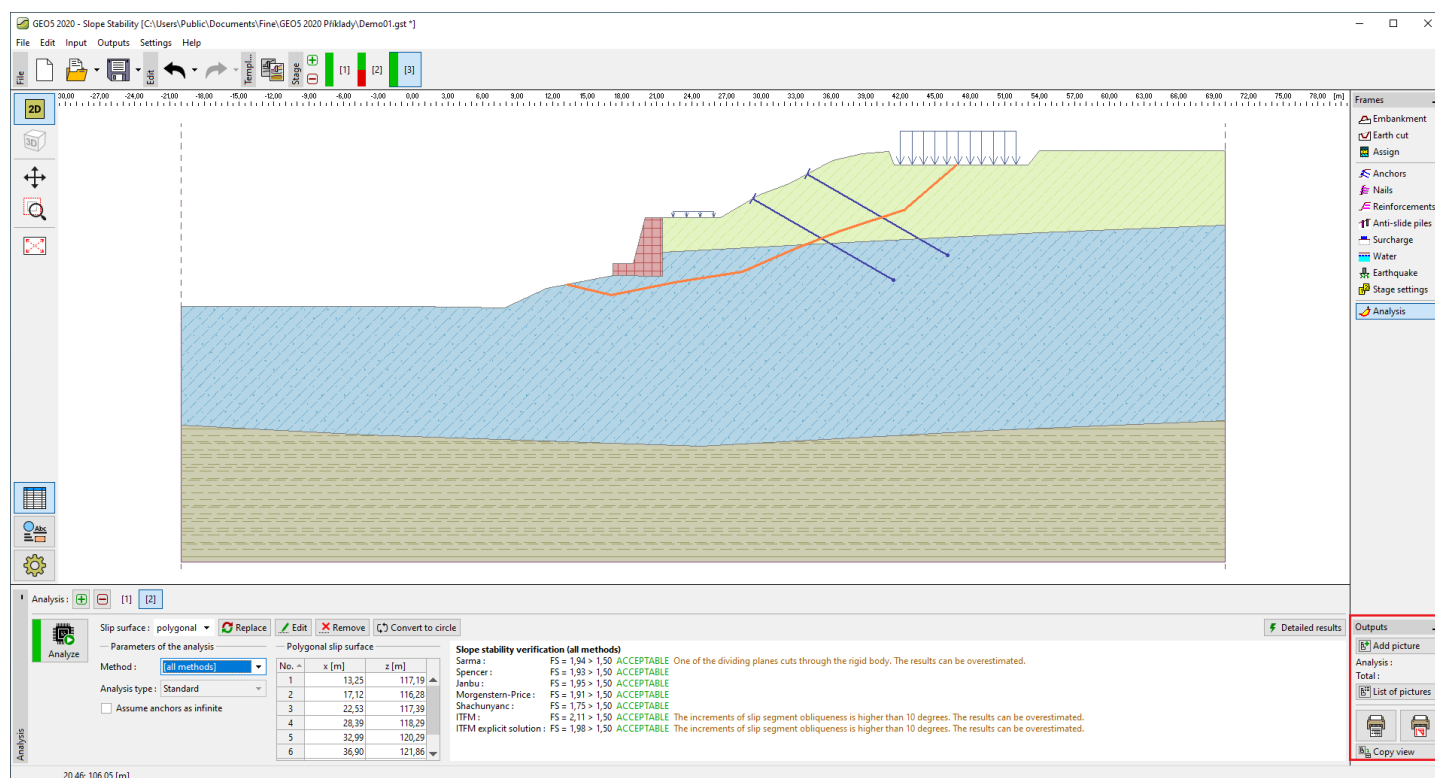 GEO5 2020 - Slope Stability [C:\Users\Public\Documents\Fine\GEO5 2020 Příklady\Demo01.gst *]
File Edit Input Outputs Settings Help
File
Edit
Templ...
Stage
[1] [2] [3]
30,00 -27,00 -24,00 -21,00 -18,00 -15,00 -12,00 -9,00 -6,00 -3,00 0,00 3,00 6,00 9,00 12,00 15,00 18,00 21,00 24,00 27,00 30,00 33,00 36,00 39,00 42,00 45,00 48,00 51,00 54,00 57,00 60,00 63,00 66,00 69,00 72,00 75,00 78,00 [m]
2D
3D
Abc
Frames
Embankment
Earth cut
Assign
Anchors
Nails
Reinforcements
Anti-slide piles
Surcharge
Water
Earthquake
Stage settings
Analysis
Analysis : [1] [2]
Analyze
Slip surface : polygonal Replace Edit Remove Convert to circle Detailed results
Parameters of the analysis
Method : [all methods]
Analysis type : Standard
Assume anchors as infinite
Polygonal slip surface
No. x [m] z [m]
1 13,25 117,19
2 17,12 116,28
3 22,53 117,39
4 28,39 118,29
5 32,99 120,29
6 36,90 121,86
Slope stability verification (all methods)
Sarma : FS = 1,94 > 1,50 ACCEPTABLE One of the dividing planes cuts through the rigid body. The results can be overestimated.
Spencer : FS = 1,93 > 1,50 ACCEPTABLE
Janbu : FS = 1,95 > 1,50 ACCEPTABLE
Morgenstern-Price : FS = 1,91 > 1,50 ACCEPTABLE
Shachunyanc : FS = 1,75 > 1,50 ACCEPTABLE
ITFM : FS = 2,11 > 1,50 ACCEPTABLE The increments of slip segment obliqueness is higher than 10 degrees. The results can be overestimated.
ITFM explicit solution : FS = 1,98 > 1,50 ACCEPTABLE The increments of slip segment obliqueness is higher than 10 degrees. The results can be overestimated.
Analysis
Outputs
Add picture
Analysis :
Total :
List of pictures
Copy view
20,46; 106,05 [m]